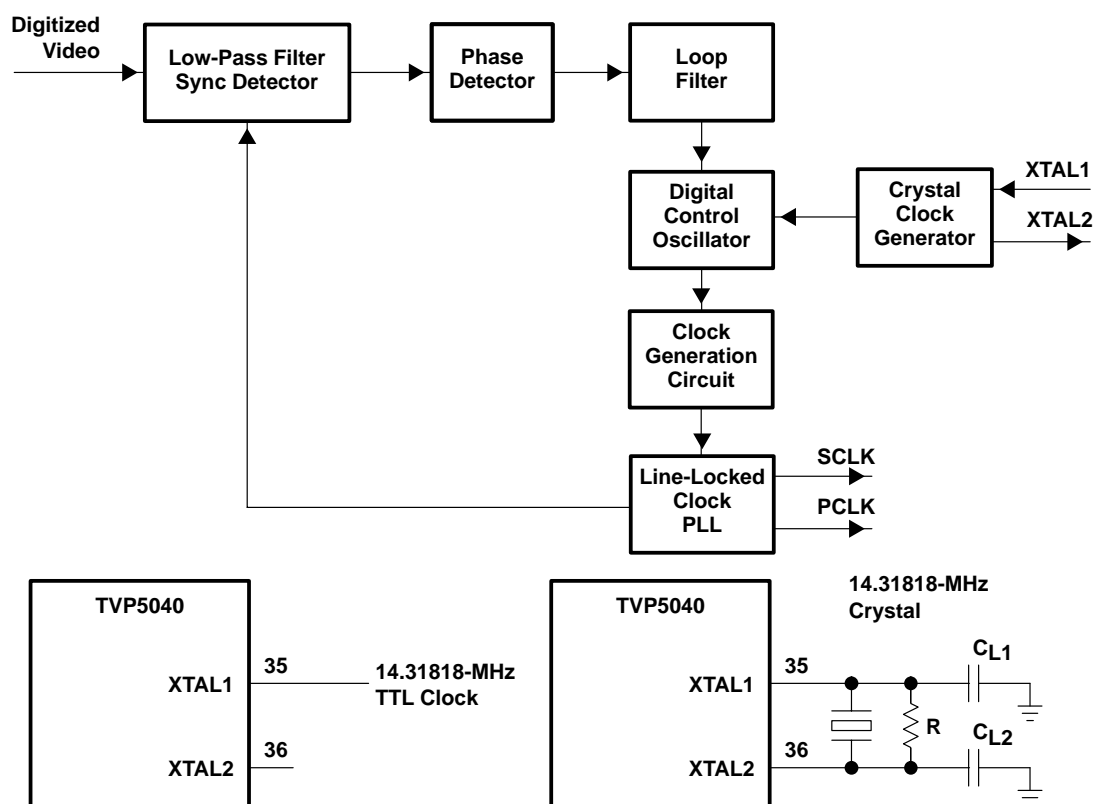 Digitized
Video
Low-Pass Filter
Sync Detector
Phase
Detector
Loop
Filter
Digital
Control
Oscillator
Crystal
Clock
Generator
XTAL1
XTAL2
Clock
Generation
Circuit
Line-Locked
Clock
PLL
SCLK
PCLK
TVP5040
XTAL1
35
14.31818-MHz
TTL Clock
XTAL2
36
TVP5040
14.31818-MHz
Crystal
XTAL1
35
CL1
R
XTAL2
36
CL2